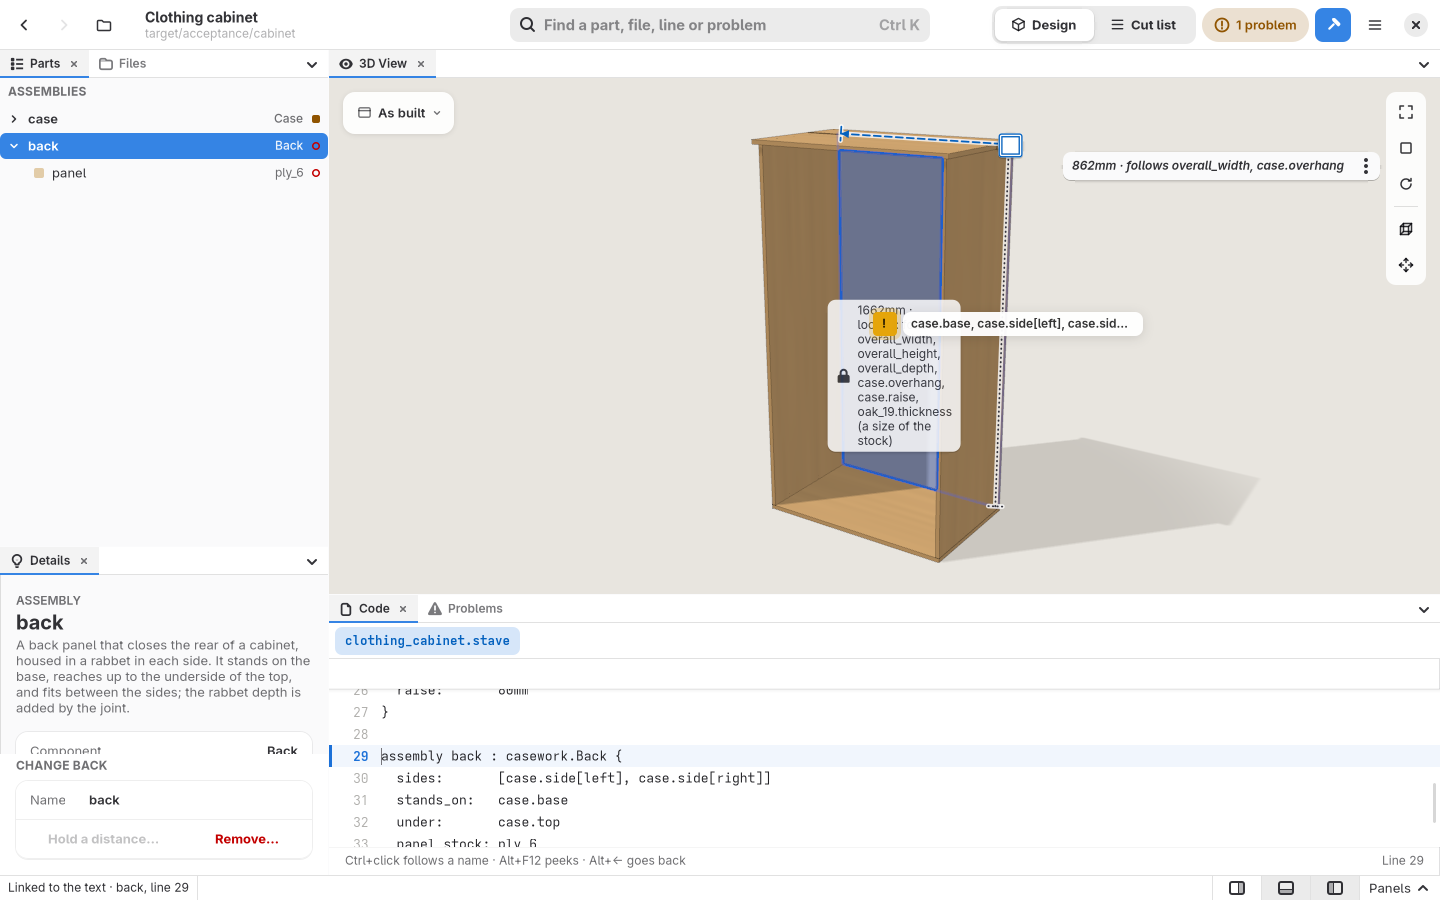 Clothing cabinet
target/acceptance/cabinet
Find a part, file, line or problem
Ctrl K
Design
Cut list
1 problem
Parts
Files
3D View
ASSEMBLIES
case
Case
back
Back
panel
ply_6
As built
862mm · follows overall_width, case.overhang
1662mm ·
overall_width,
overall_height,
overall_depth,
case.overhang,
case.raise,
oak_19.thickness
(a size of the
stock)
!
case.base, case.side[left], case.sid…
Details
ASSEMBLY
back
A back panel that closes the rear of a cabinet,
housed in a rabbet in each side. It stands on the
base, reaches up to the underside of the top,
and fits between the sides; the rabbet depth is
added by the joint.
Component
Back
CHANGE BACK
Name
back
Hold a distance…
Remove…
Code
Problems
clothing_cabinet.stave
26 raise: 60mm
27 }
28
29 assembly back : casework.Back {
30 sides: [case.side[left], case.side[right]]
31 stands_on: case.base
32 under: case.top
33 panel_stock: ply_6
Ctrl+click follows a name · Alt+F12 peeks · Alt+← goes back
Line 29
Linked to the text · back, line 29
Panels